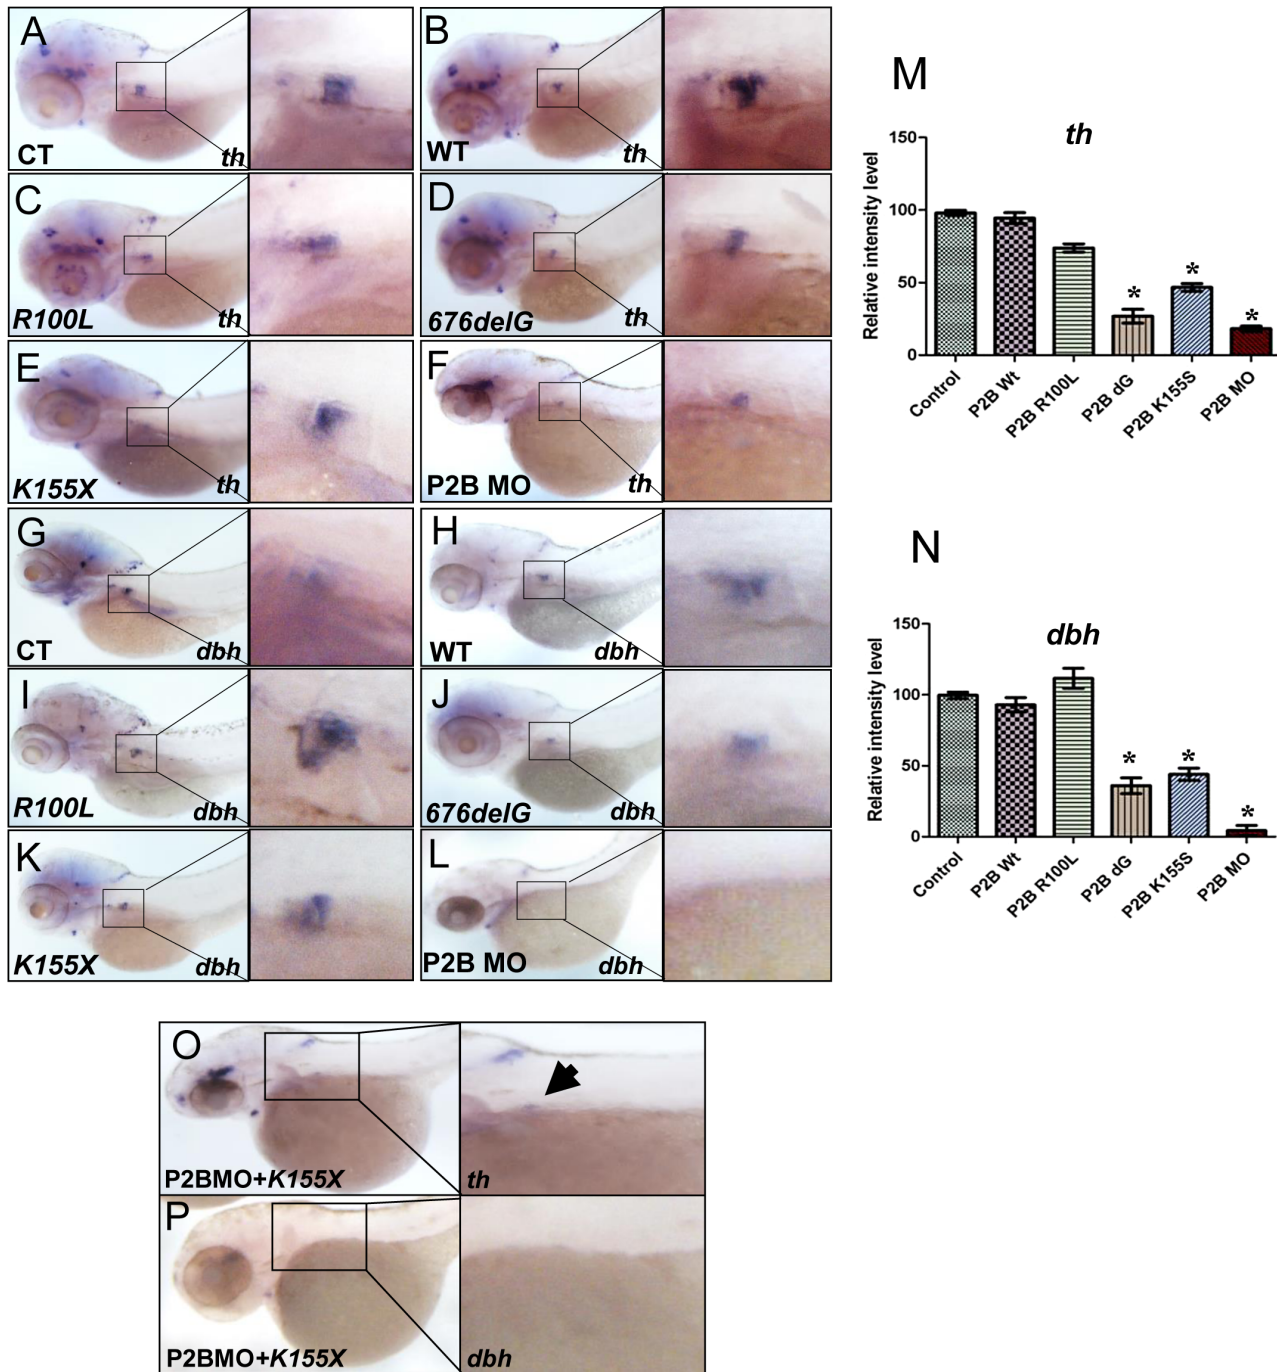 A
CT
th
B
WT
th
C
R100L
th
D
676delG
th
E
K155X
th
F
P2B MO
th
G
CT
dbh
H
WT
dbh
I
R100L
dbh
J
676delG
dbh
K
K155X
dbh
L
P2B MO
dbh
M
th
Relative intensity level
150
100
50
0
* * *
Control
P2B Wt
P2B R100L
P2B dG
P2B K155S
P2B MO
N
dbh
Relative intensity level
150
100
50
0
* * *
Control
P2B Wt
P2B R100L
P2B dG
P2B K155S
P2B MO
O
P2BMO+K155X
th
P
P2BMO+K155X
dbh